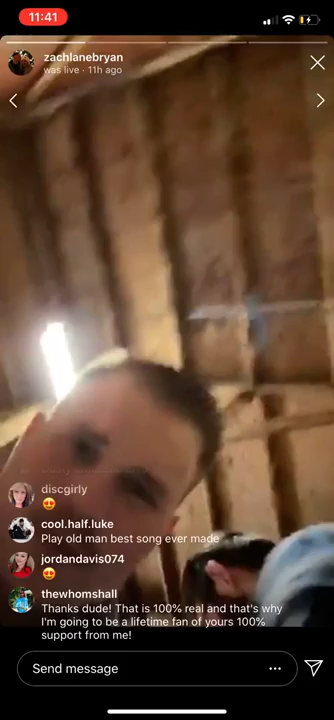 11:41
zachlanebryan
was live · 11h ago
discgirly
😍
cool.half.luke
Play old man best song ever made
jordandavis074
😍
thewhomshall
Thanks dude! That is 100% real and that's why
I'm going to be a lifetime fan of yours 100%
support from me!
Send message